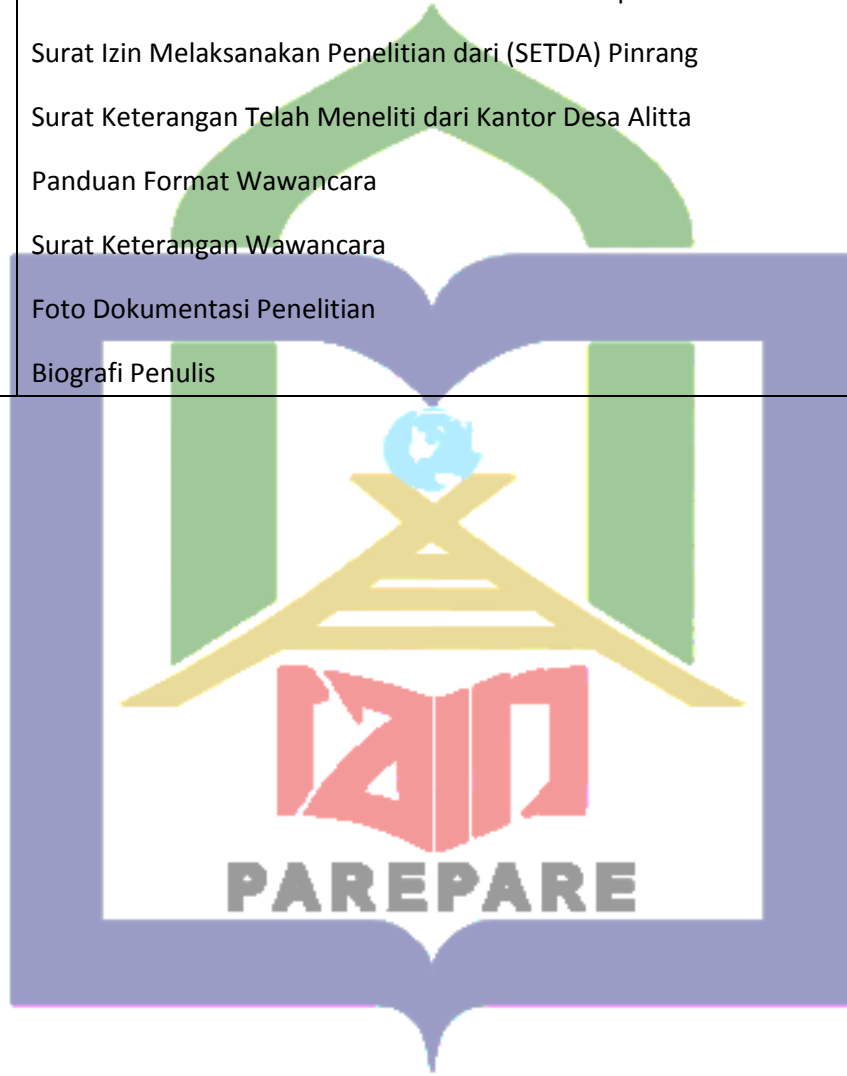 Surat Izin Melaksanakan Penelitian dari (SETDA) Pinrang
Surat Keterangan Telah Meneliti dari Kantor Desa Alitta
Panduan Format Wawancara
Surat Keterangan Wawancara
Foto Dokumentasi Penelitian
Biografi Penulis
iain
PAREPARE